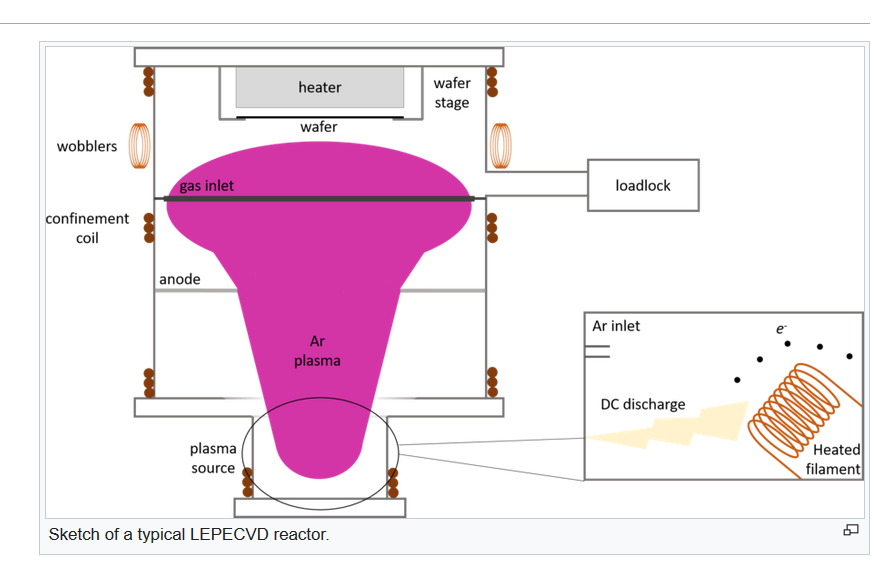 heater
wafer
stage
wafer
wobblers
gas inlet
loadlock
confinement
coil
anode
Ar
plasma
Ar inlet
e-
DC discharge
plasma
source
Heated
filament
Sketch of a typical LEPECVD reactor.